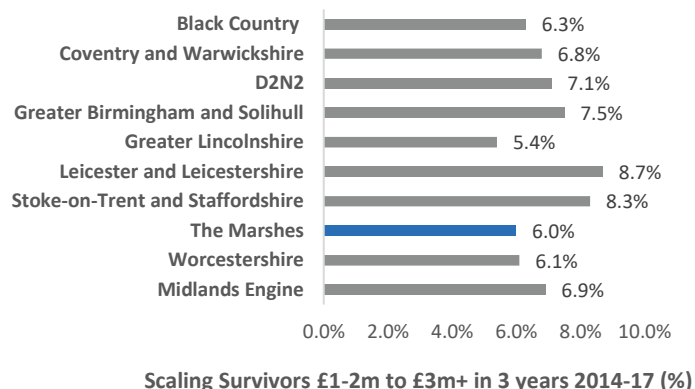 Black Country 6.3%
Coventry and Warwickshire 6.8%
D2N2 7.1%
Greater Birmingham and Solihull 7.5%
Greater Lincolnshire 5.4%
Leicester and Leicestershire 8.7%
Stoke-on-Trent and Staffordshire 8.3%
The Marshes 6.0%
Worcestershire 6.1%
Midlands Engine 6.9%
0.0% 2.0% 4.0% 6.0% 8.0% 10.0%
Scaling Survivors £1-2m to £3m+ in 3 years 2014-17 (%)